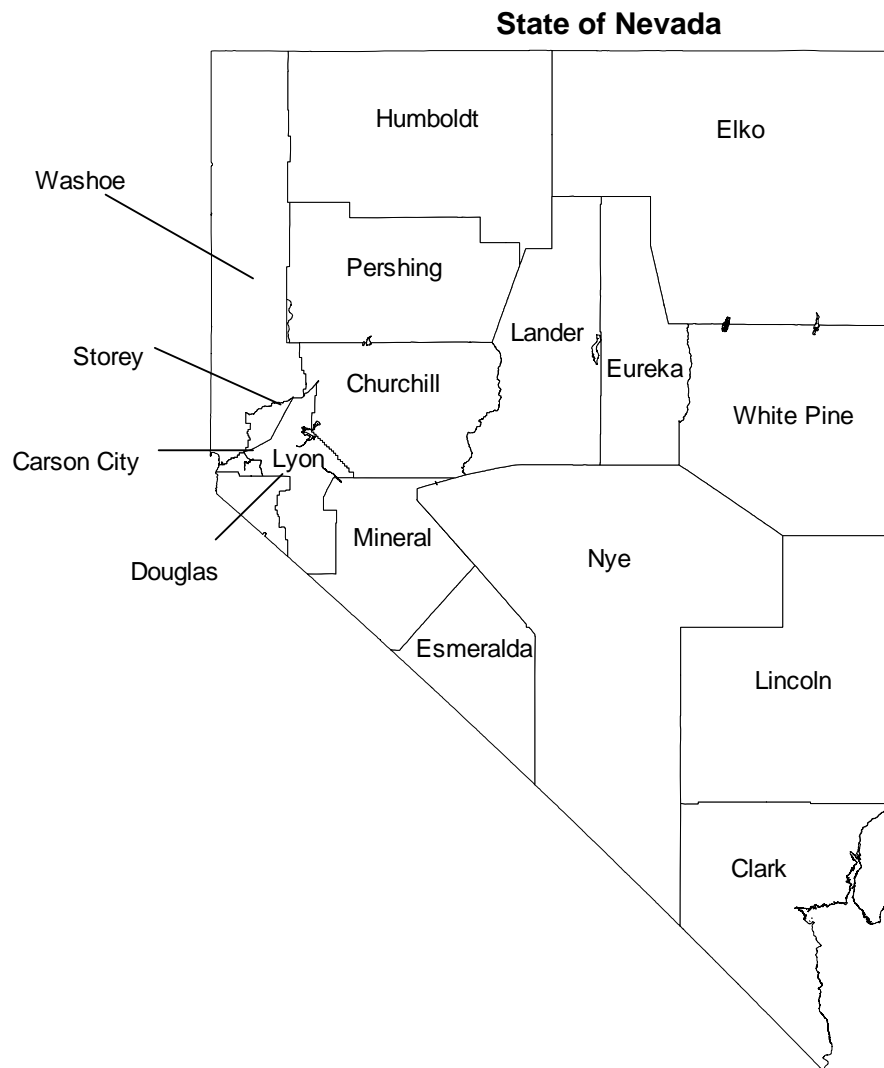 State of Nevada
Humboldt
Elko
Washoe
Pershing
Lander
Storey
Eureka
Churchill
White Pine
Carson City
Lyon
Mineral
Nye
Douglas
Esmeralda
Lincoln
Clark